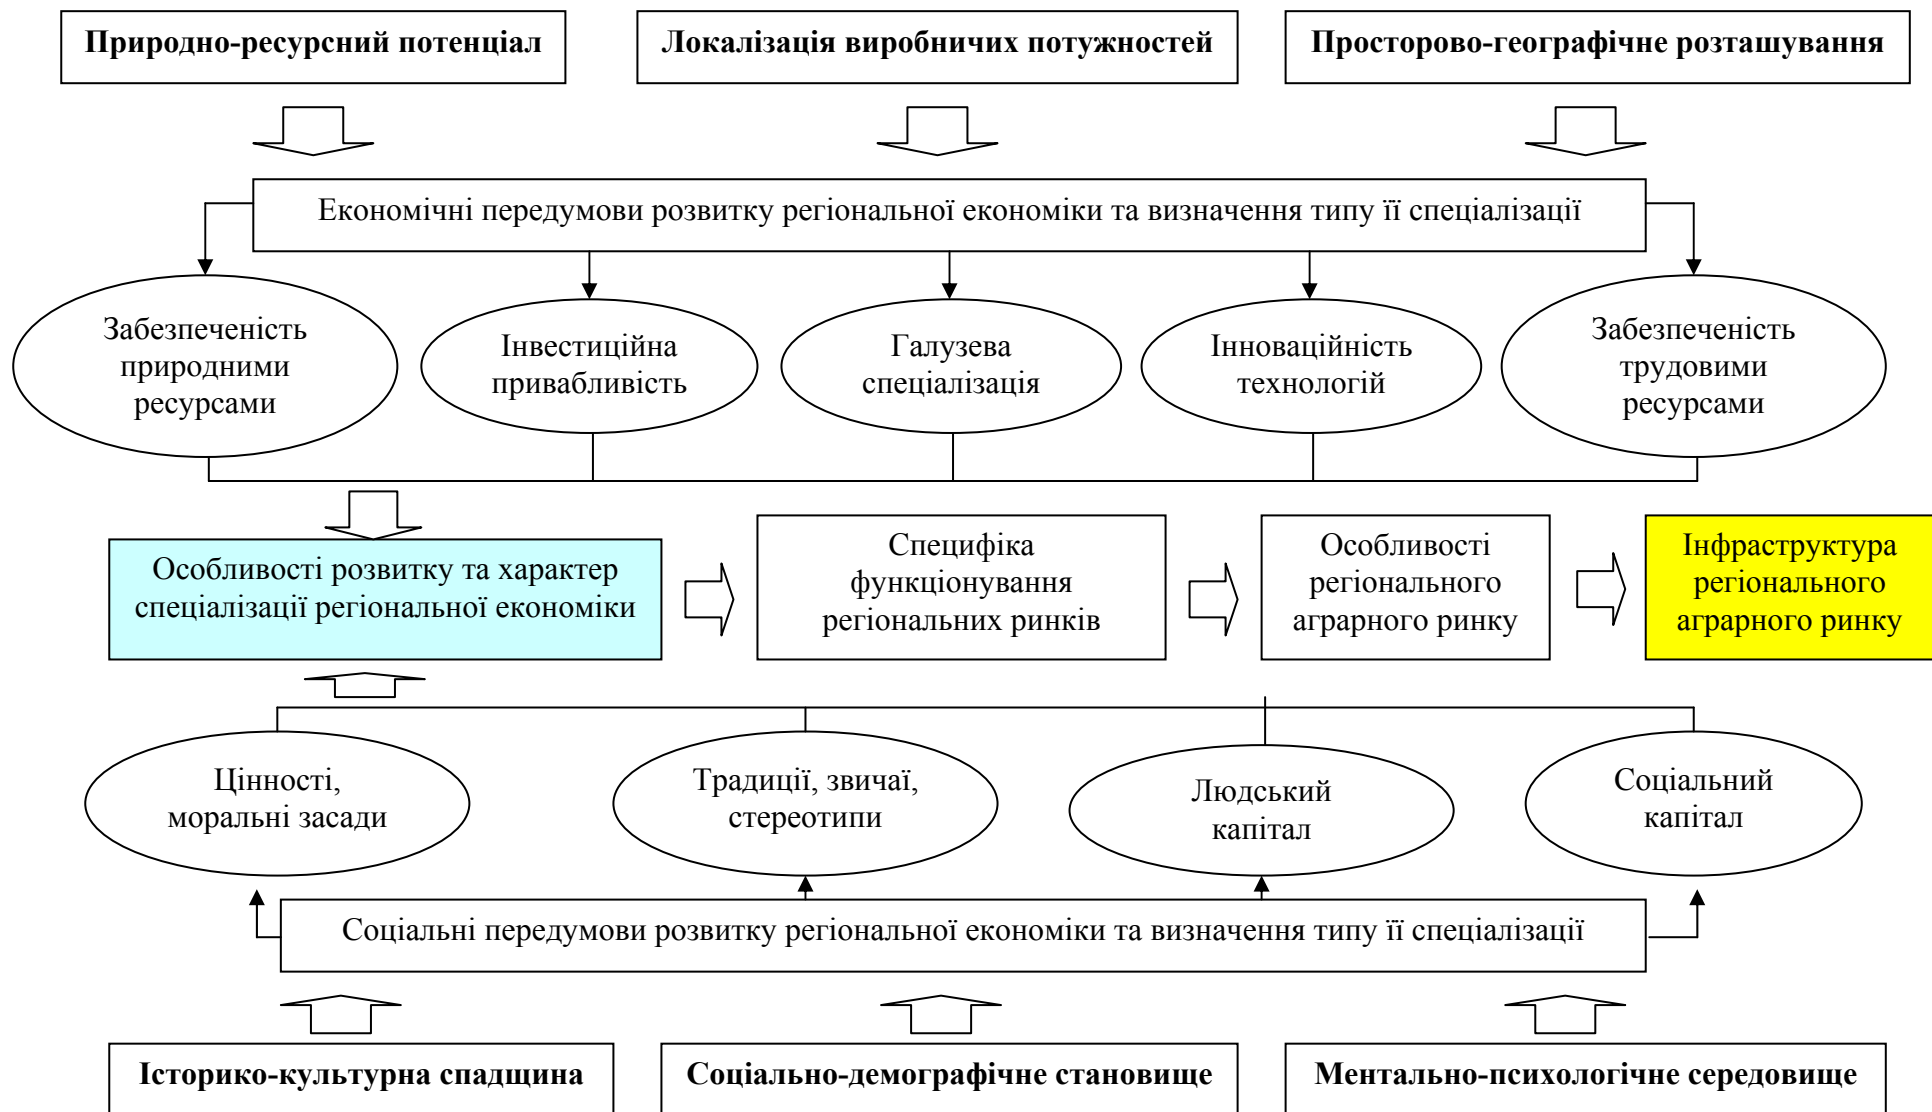 Природно-ресурсний потенціал
Локалізація виробничих потужностей
Просторово-географічне розташування
Економічні передумови розвитку регіональної економіки та визначення типу її спеціалізації
Забезпеченість
природними
ресурсами
Інвестиційна
привабливість
Галузева
спеціалізація
Інноваційність
технологій
Забезпеченість
трудовими
ресурсами
Особливості розвитку та характер
спеціалізації регіональної економіки
Специфіка
функціонування
регіональних ринків
Особливості
регіонального
аграрного ринку
Інфраструктура
регіонального
аграрного ринку
Цінності,
моральні засади
Традиції, звичаї,
стереотипи
Людський
капітал
Соціальний
капітал
Соціальні передумови розвитку регіональної економіки та визначення типу її спеціалізації
Історико-культурна спадщина
Соціально-демографічне становище
Ментально-психологічне середовище